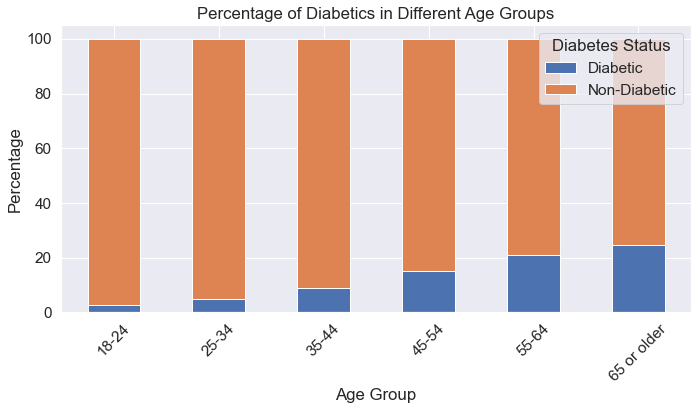 Percentage of Diabetics in Different Age Groups
Diabetes Status
Diabetic
Non-Diabetic
Percentage
100
80
60
40
20
0
18-24
25-34
35-44
45-54
55-64
65 or older
Age Group